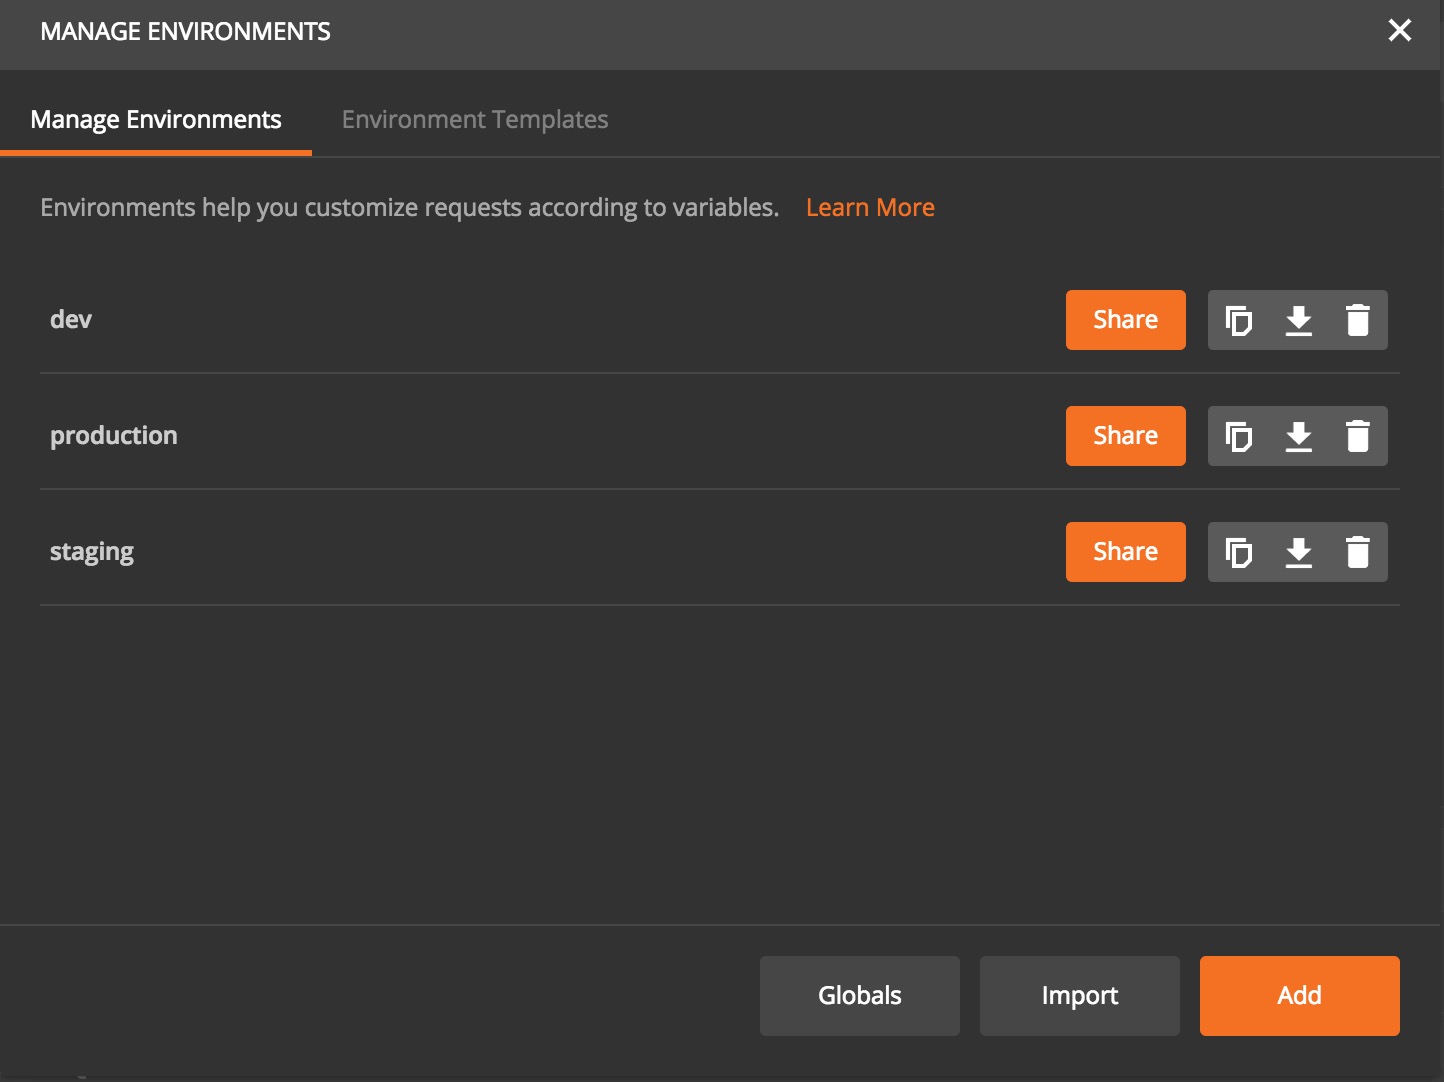 MANAGE ENVIRONMENTS
Manage Environments Environment Templates
Environments help you customize requests according to variables. Learn More
dev Share
production Share
staging Share
Globals Import Add